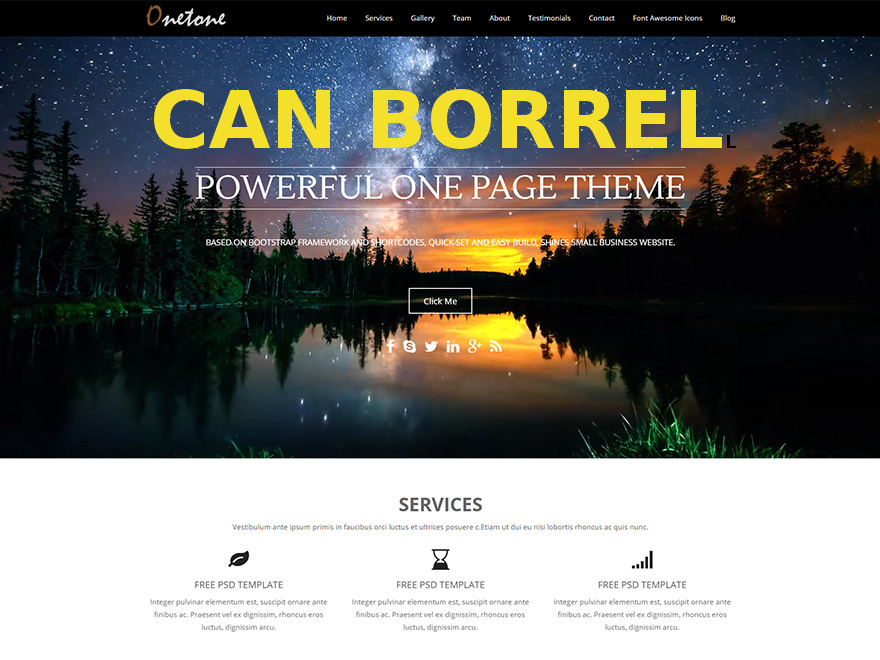 Onetone
Home Services Gallery Team About Testimonials Contact Font Awesome Icons Blog
CAN BORRELL
POWERFUL ONE PAGE THEME
BASED ON BOOTSTRAP FRAMEWORK AND SHORTCODES, QUICK SET AND EASY BUILD, SHINES SMALL BUSINESS WEBSITE.
Click Me
SERVICES
Vestibulum ante ipsum primis in faucibus orci luctus et ultrices posuere c.Etiam ut dui eu nisi lobortis rhoncus ac quis nunc.
FREE PSD TEMPLATE FREE PSD TEMPLATE FREE PSD TEMPLATE
Integer pulvinar elementum est, suscipit ornare ante Integer pulvinar elementum est, suscipit ornare ante Integer pulvinar elementum est, suscipit ornare ante
finibus ac. Praesent vel ex dignissim, rhoncus eros finibus ac. Praesent vel ex dignissim, rhoncus eros finibus ac. Praesent vel ex dignissim, rhoncus eros
luctus, dignissim arcu. luctus, dignissim arcu. luctus, dignissim arcu.